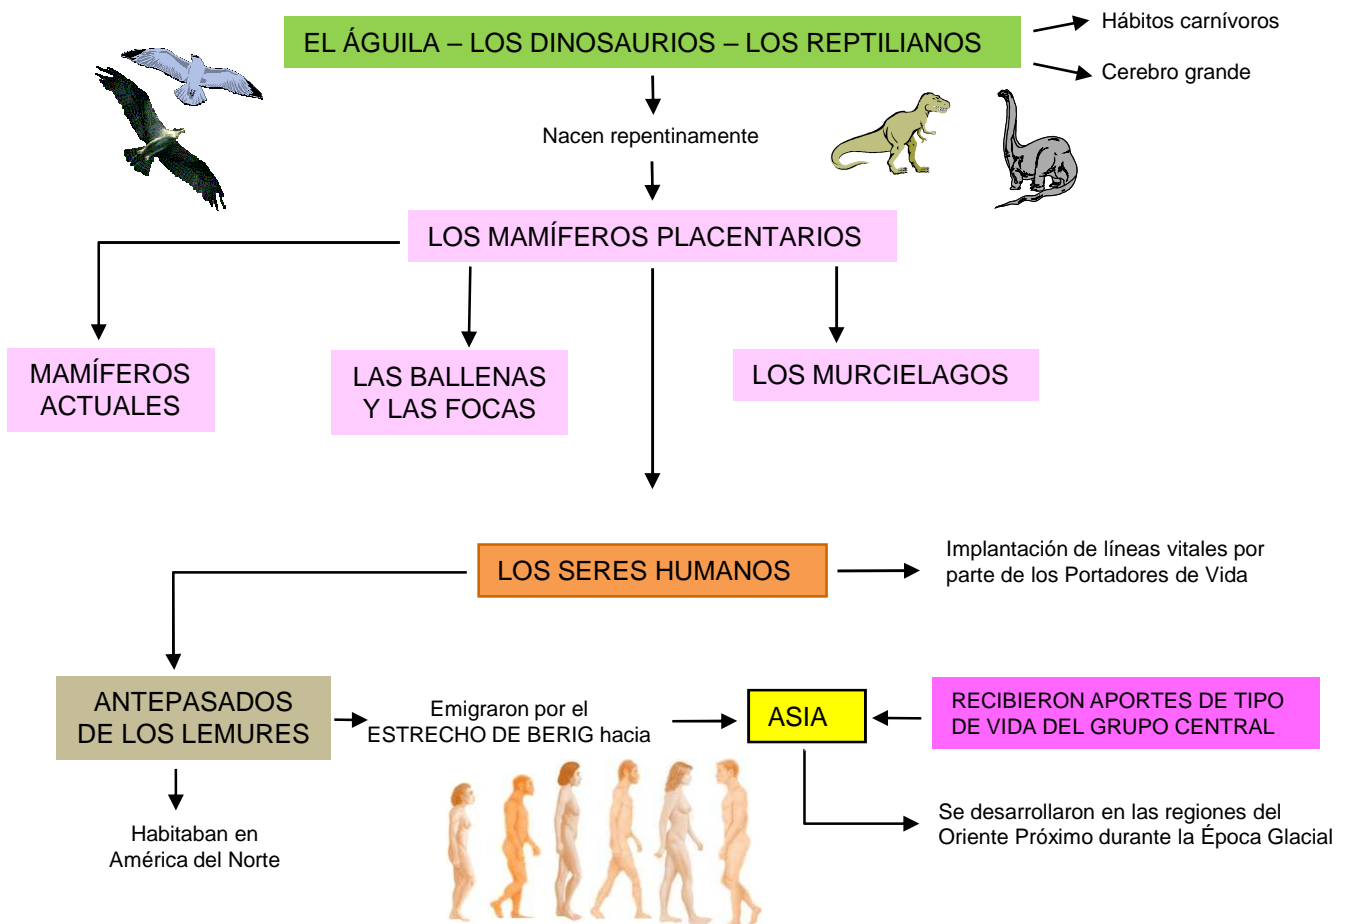 EL ÁGUILA – LOS DINOSAURIOS – LOS REPTILIANOS
Hábitos carnívoros
Cerebro grande
Nacen repentinamente
LOS MAMÍFEROS PLACENTARIOS
MAMÍFEROS
ACTUALES
LAS BALLENAS
Y LAS FOCAS
LOS MURCIELAGOS
LOS SERES HUMANOS
Implantación de líneas vitales por
parte de los Portadores de Vida
ANTEPASADOS
DE LOS LEMURES
Emigraron por el
ESTRECHO DE BERIG hacia
ASIA
RECIBIERON APORTES DE TIPO
DE VIDA DEL GRUPO CENTRAL
Habitaban en
América del Norte
Se desarrollaron en las regiones del
Oriente Próximo durante la Época Glacial